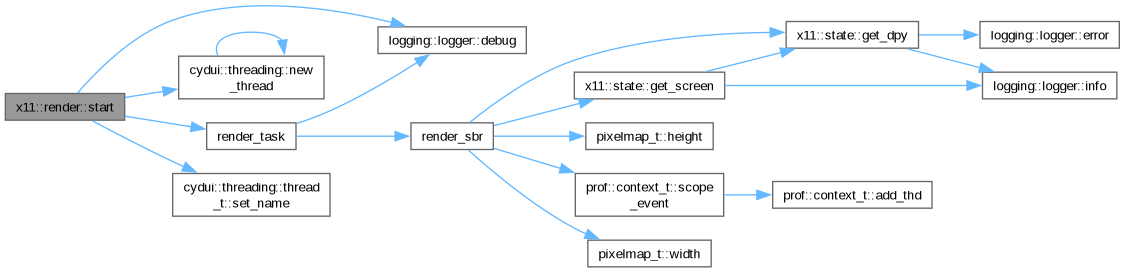 x11::render::start
logging::logger::debug
cydui::threading::new
_thread
render_task
cydui::threading::thread
_t::set_name
render_sbr
x11::state::get_dpy
x11::state::get_screen
pixelmap_t::height
prof::context_t::scope
_event
pixelmap_t::width
logging::logger::error
logging::logger::info
prof::context_t::add_thd